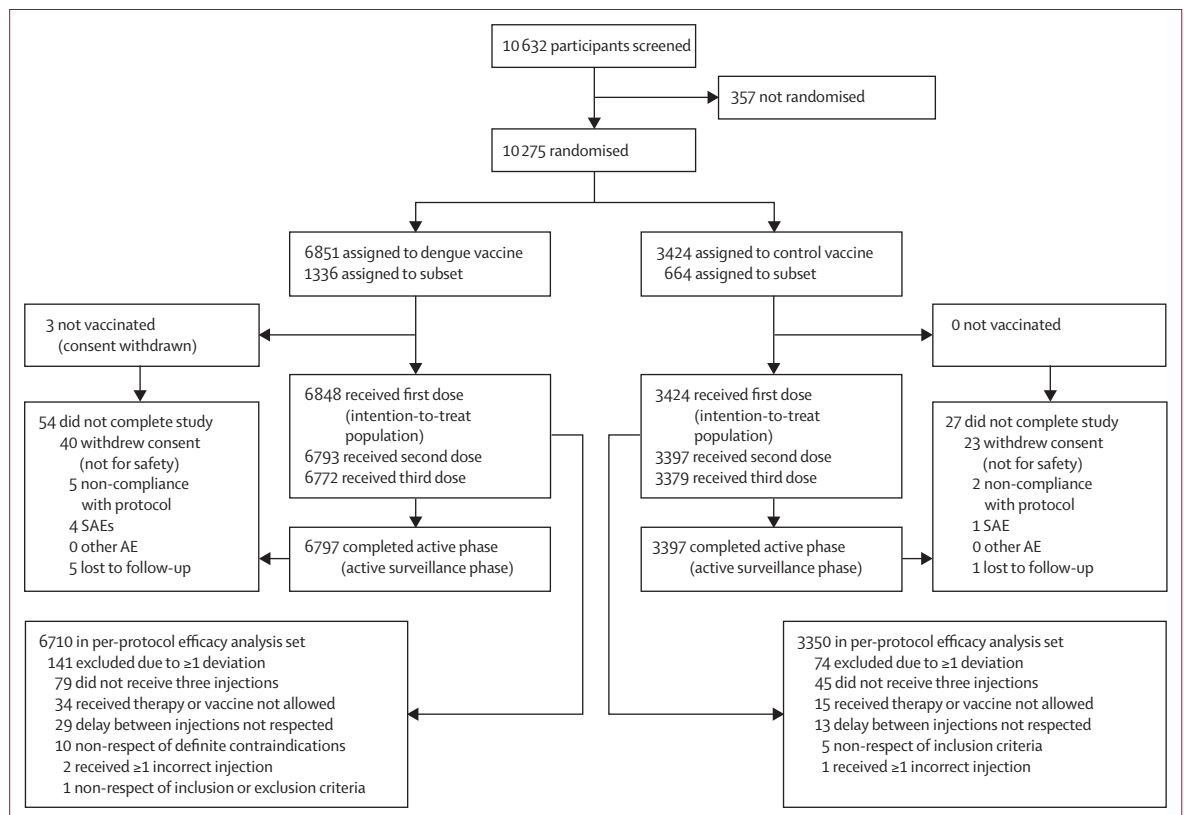 10 632 participants screened
357 not randomised
10 275 randomised
6851 assigned to dengue vaccine
1336 assigned to subset
3424 assigned to control vaccine
664 assigned to subset
3 not vaccinated
(consent withdrawn)
0 not vaccinated
6848 received first dose
(intention-to-treat
population)
6793 received second dose
6772 received third dose
3424 received first dose
(intention-to-treat
population)
3397 received second dose
3379 received third dose
54 did not complete study
40 withdrew consent
(not for safety)
5 non-compliance
with protocol
4 SAEs
0 other AE
5 lost to follow-up
27 did not complete study
23 withdrew consent
(not for safety)
2 non-compliance
with protocol
1 SAE
0 other AE
1 lost to follow-up
6797 completed active phase
(active surveillance phase)
3397 completed active phase
(active surveillance phase)
6710 in per-protocol efficacy analysis set
141 excluded due to ≥1 deviation
79 did not receive three injections
34 received therapy or vaccine not allowed
29 delay between injections not respected
10 non-respect of definite contraindications
2 received ≥1 incorrect injection
1 non-respect of inclusion or exclusion criteria
3350 in per-protocol efficacy analysis set
74 excluded due to ≥1 deviation
45 did not receive three injections
15 received therapy or vaccine not allowed
13 delay between injections not respected
5 non-respect of inclusion criteria
1 received ≥1 incorrect injection